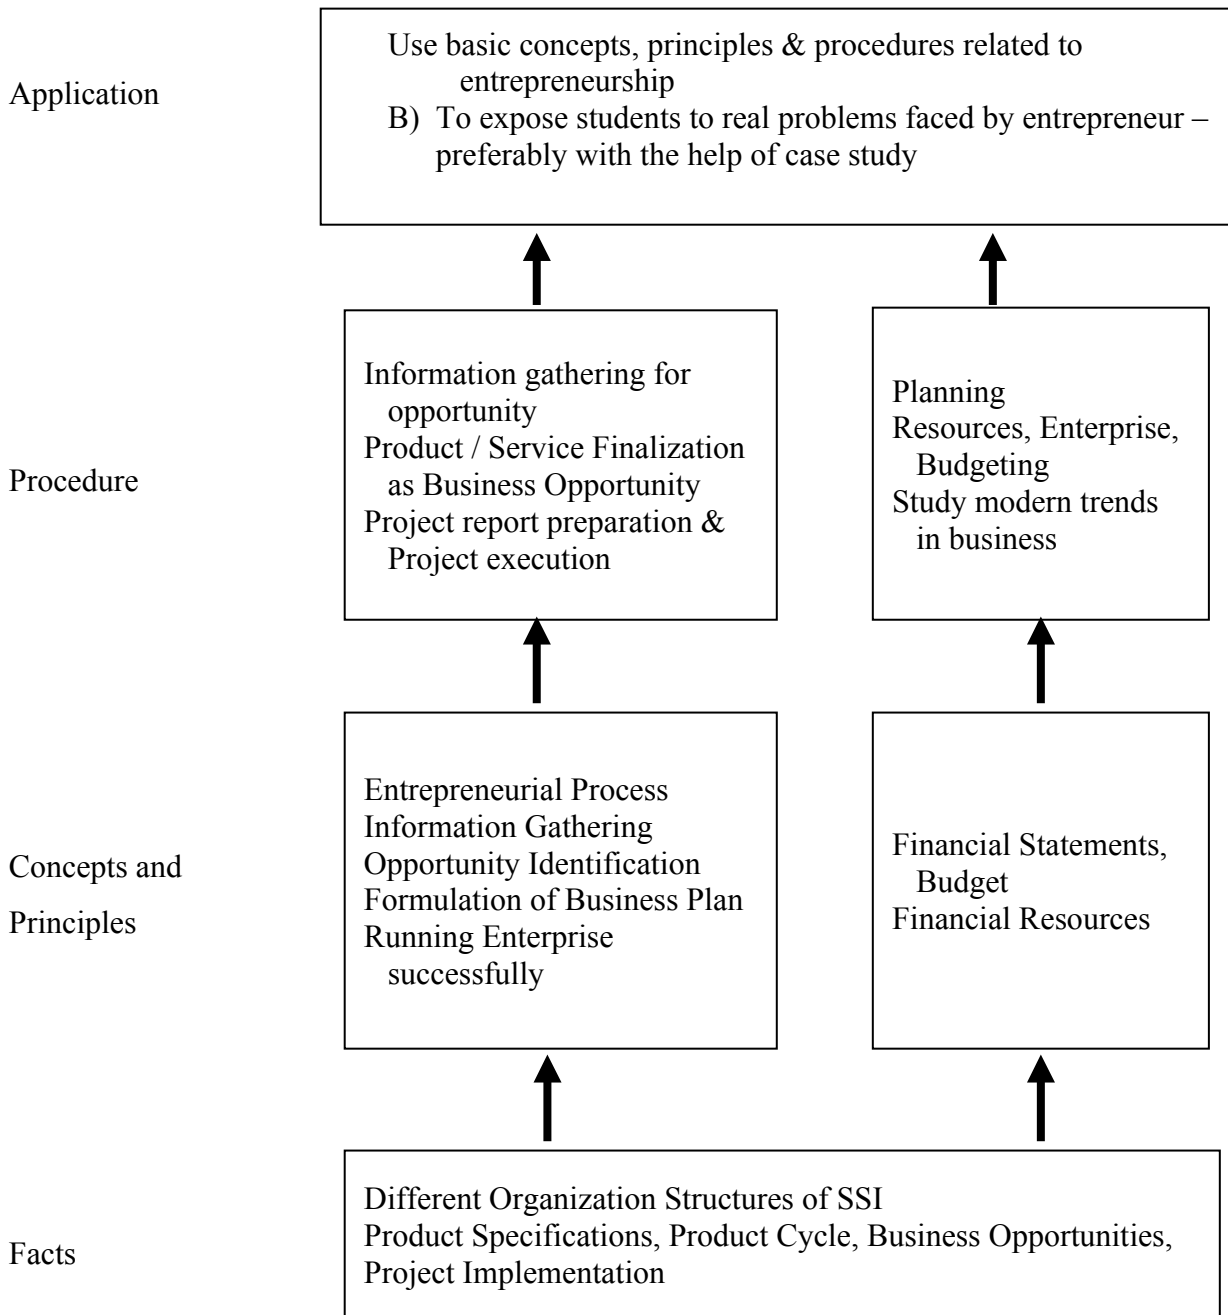 Application
Use basic concepts, principles & procedures related to
entrepreneurship
B) To expose students to real problems faced by entrepreneur –
preferably with the help of case study
Procedure
Information gathering for
opportunity
Product / Service Finalization
as Business Opportunity
Project report preparation &
Project execution
Planning
Resources, Enterprise,
Budgeting
Study modern trends
in business
Concepts and
Principles
Entrepreneurial Process
Information Gathering
Opportunity Identification
Formulation of Business Plan
Running Enterprise
successfully
Financial Statements,
Budget
Financial Resources
Facts
Different Organization Structures of SSI
Product Specifications, Product Cycle, Business Opportunities,
Project Implementation